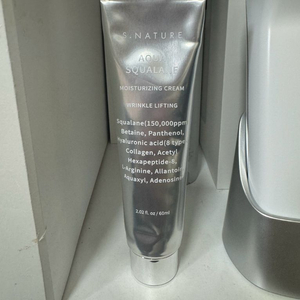 S.NATURE
AQUA
SQUALANE
MOISTURIZING CREAM
WRINKLE LIFTING
Squalane(150,000ppm
Betaine, Panthenol,
Hyaluronic acid(8 type
Collagen, Acetyl
Hexapeptide-8,
L-Arginine, Allantoin
Aquaxyl, Adenosine
2.02 fl. oz / 60ml